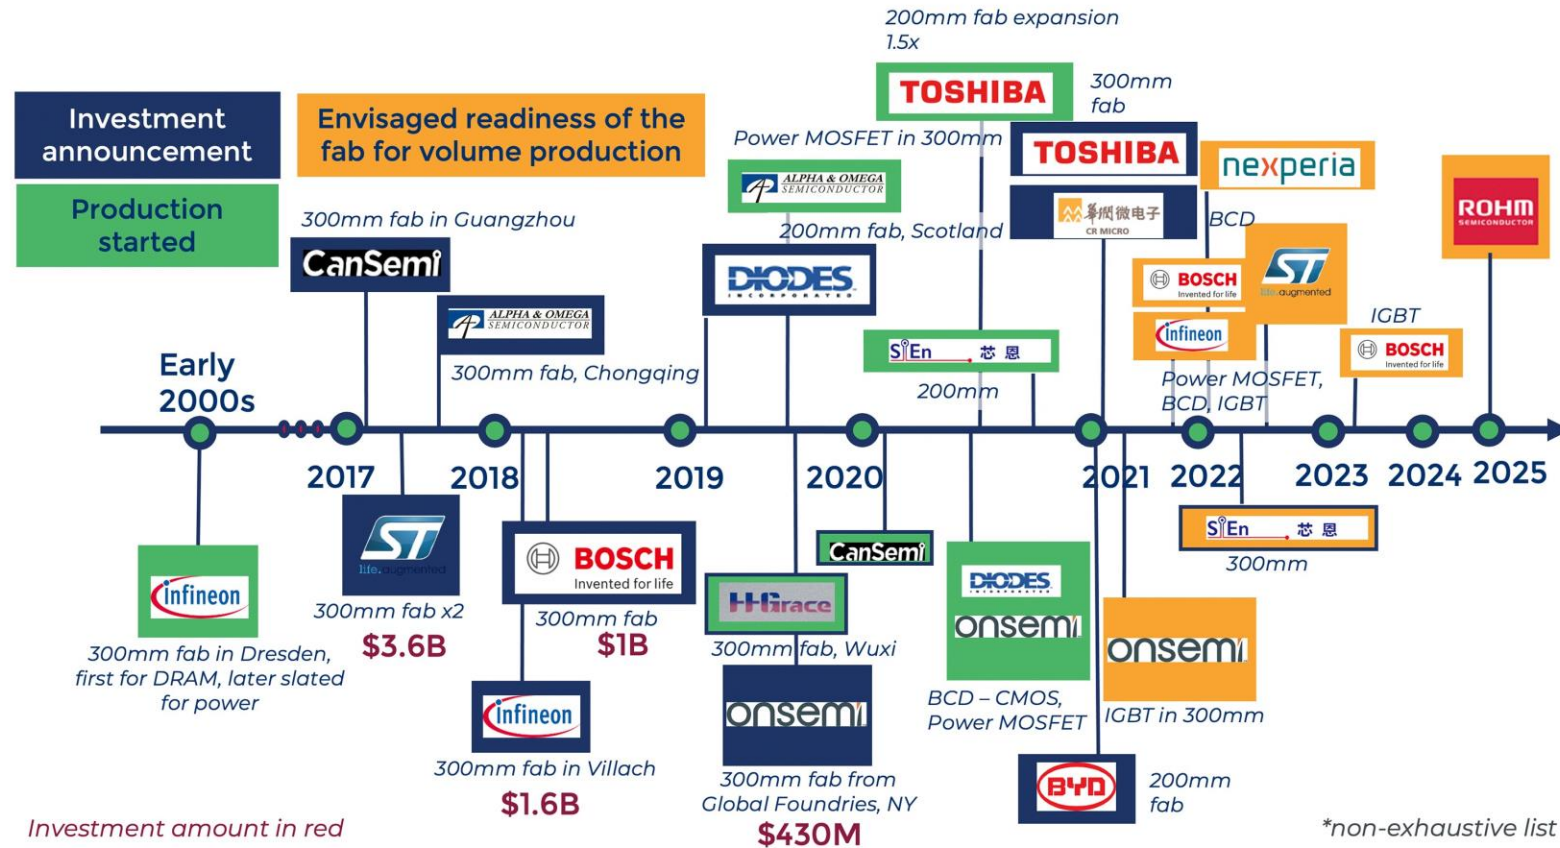 200mm fab expansion
1.5x
TOSHIBA
300mm
fab
Investment
announcement
Envisaged readiness of the
fab for volume production
Power MOSFET in 300mm
TOSHIBA
nexperia
ALPHA & OMEGA
SEMICONDUCTOR
Production
started
300mm fab in Guangzhou
华润微电子
CR MICRO
BCD
ROHM
SEMICONDUCTOR
200mm fab, Scotland
CanSemi
DIODES
INCORPORATED
BOSCH
Invented for life
ST
life.augmented
ALPHA & OMEGA
SEMICONDUCTOR
infineon
IGBT
SiEn 芯恩
BOSCH
Invented for life
Early
2000s
300mm fab, Chongqing
200mm
Power MOSFET,
BCD, IGBT
2017
2018
2019
2020
2021
2022
2023
2024
2025
ST
life.augmented
BOSCH
Invented for life
CanSemi
SiEn 芯恩
300mm
infineon
300mm fab x2
$3.6B
300mm fab
$1B
HHGrace
300mm fab, Wuxi
DIODES
INCORPORATED
onsemi
onsemi
300mm fab in Dresden,
first for DRAM, later slated
for power
infineon
300mm fab in Villach
$1.6B
onsemi
300mm fab from
Global Foundries, NY
$430M
BCD – CMOS,
Power MOSFET
IGBT in 300mm
BYD
200mm
fab
Investment amount in red
*non-exhaustive list